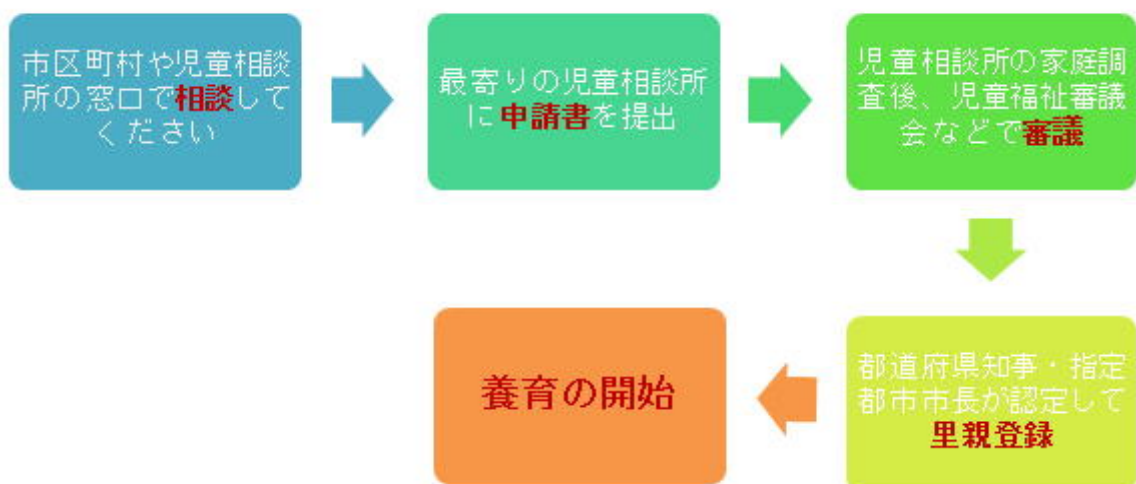 市区町村や児童相談
所の窓口で相談して
ください
最寄りの児童相談所
に申請書を提出
児童相談所の家庭調
査後、児童福祉審議
会などで審議
都道府県知事・指定
都市市長が認定して
里親登録
養育の開始